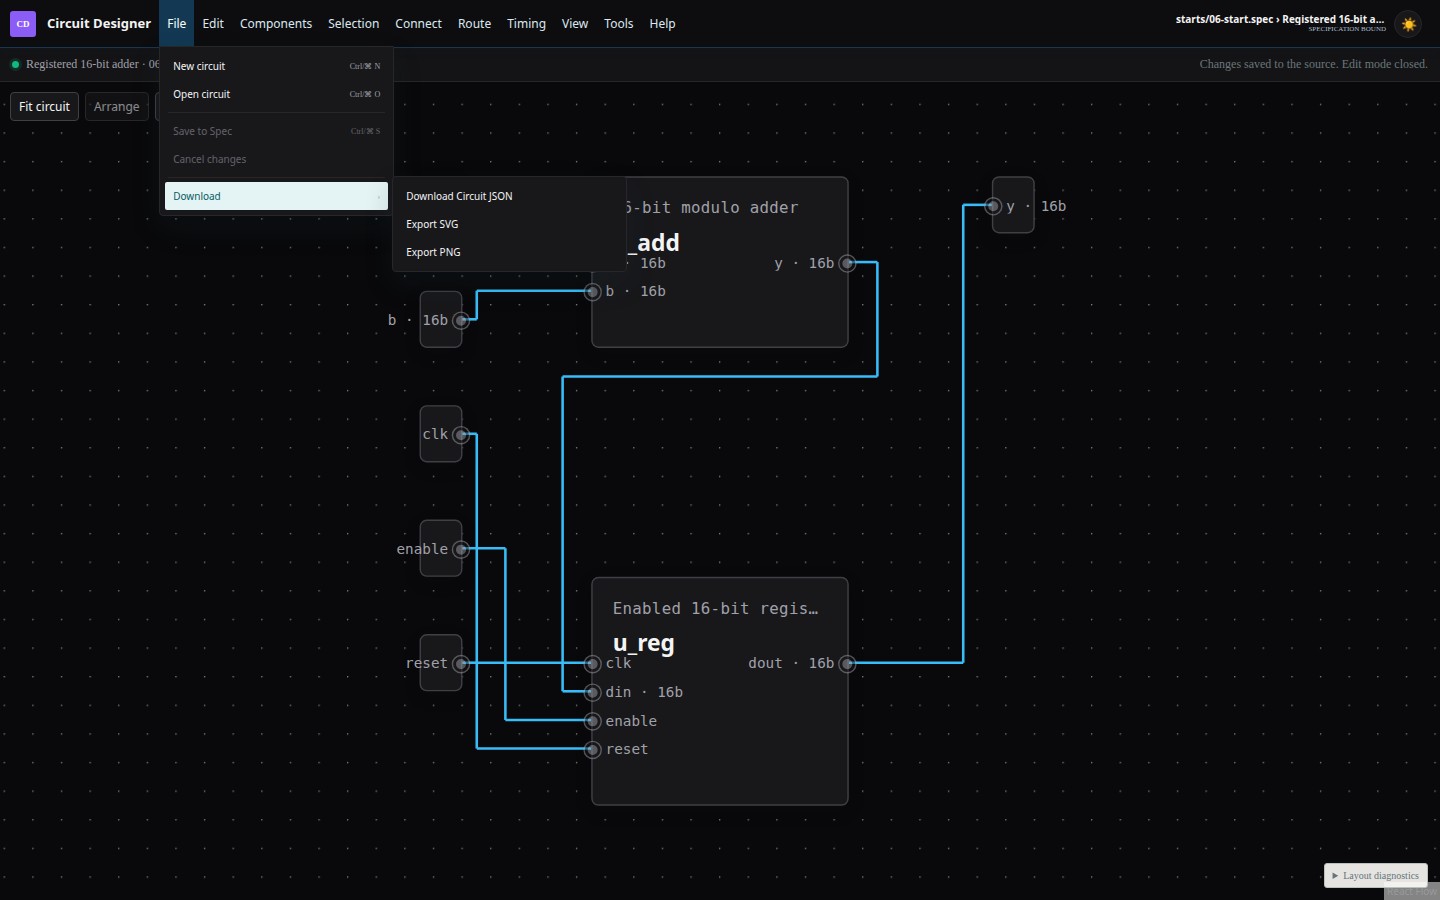 CD
Circuit Designer
File
Edit
Components
Selection
Connect
Route
Timing
View
Tools
Help
starts/06-start.spec › Registered 16-bit a...
SPECIFICATION BOUND
Registered 16-bit adder · 06
Changes saved to the source. Edit mode closed.
New circuit Ctrl/⌘ N
Open circuit Ctrl/⌘ O
Save to Spec Ctrl/⌘ S
Cancel changes
Download
Download Circuit JSON
Export SVG
Export PNG
Fit circuit
Arrange
6-bit modulo adder
_add
· 16b
y · 16b
b · 16b
y · 16b
b · 16b
clk
enable
reset
Enabled 16-bit regis…
u_reg
clk
dout · 16b
din · 16b
enable
reset
Layout diagnostics
React Flow